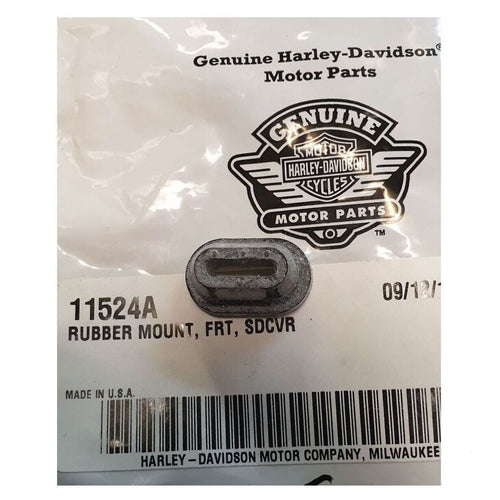 Genuine Harley-Davidson®
Motor Parts
GENUINE
MOTOR
HARLEY-DAVIDSON
CYCLES
MOTOR PARTS
™
11524A
RUBBER MOUNT, FRT, SDCVR
MADE IN U.S.A.
HARLEY-DAVIDSON MOTOR COMPANY, MILWAUKEE